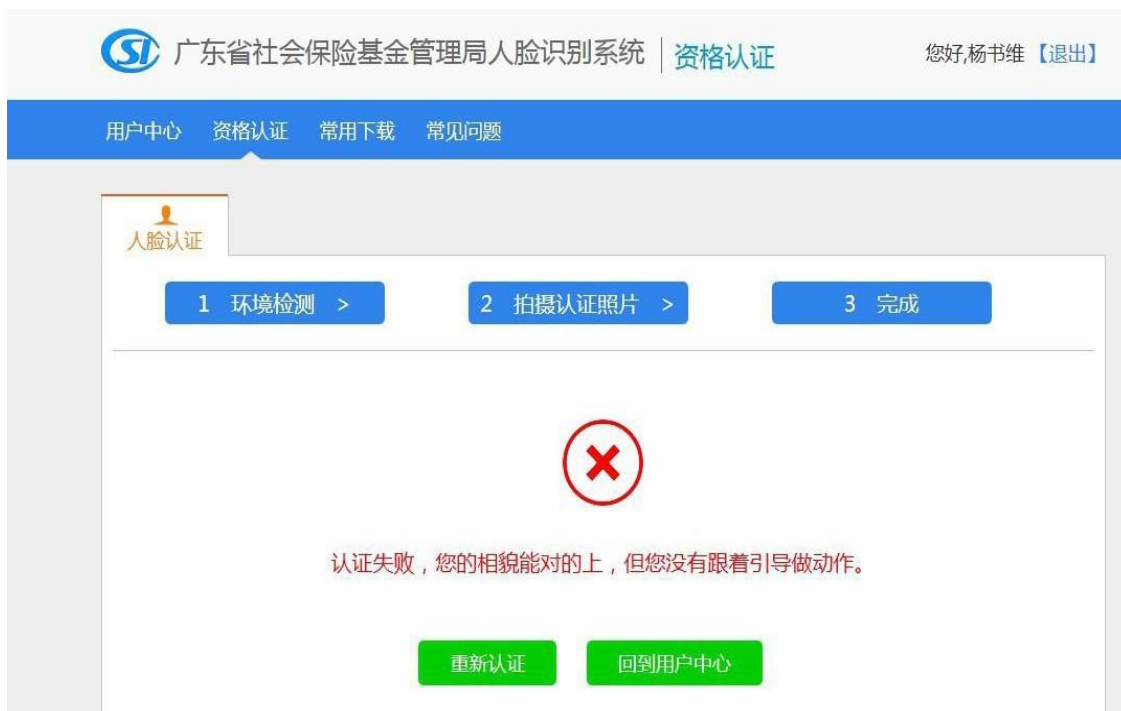 SI 广东省社会保险基金管理局人脸识别系统 资格认证 您好,杨书维【退出】
用户中心 资格认证 常用下载 常见问题
人脸认证
1 环境检测 > 2 拍摄认证照片 > 3 完成
认证失败，您的相貌能对的上，但您没有跟着引导做动作。
重新认证 回到用户中心